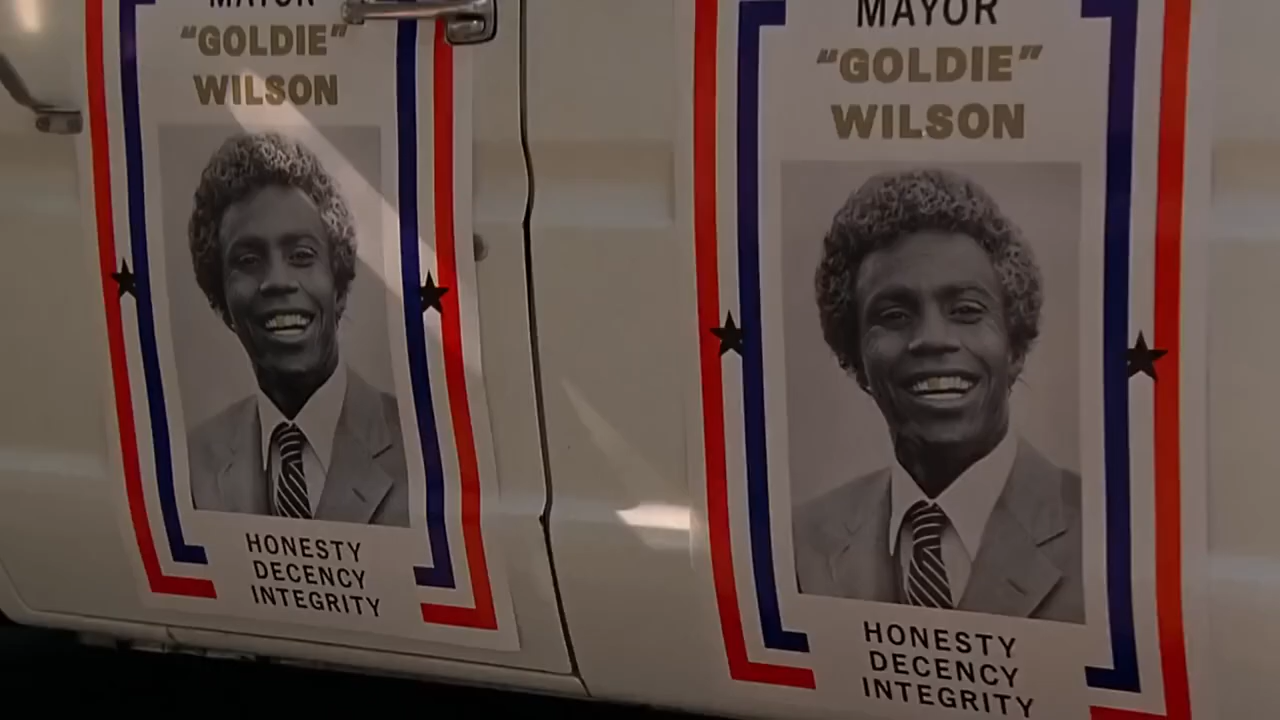 MAYOR
"GOLDIE"
WILSON
HONESTY
DECENCY
INTEGRITY
MAYOR
"GOLDIE"
WILSON
HONESTY
DECENCY
INTEGRITY